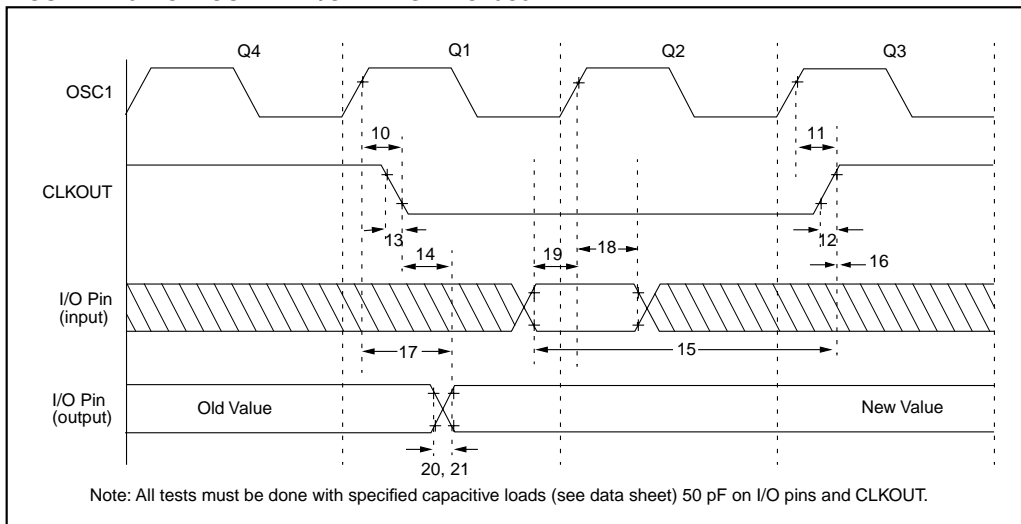 Q4 Q1 Q2 Q3
OSC1
10
11
CLKOUT
13
12
14
19
18
16
I/O Pin
(input)
17
15
I/O Pin
(output)
Old Value
New Value
20, 21
Note: All tests must be done with specified capacitive loads (see data sheet) 50 pF on I/O pins and CLKOUT.